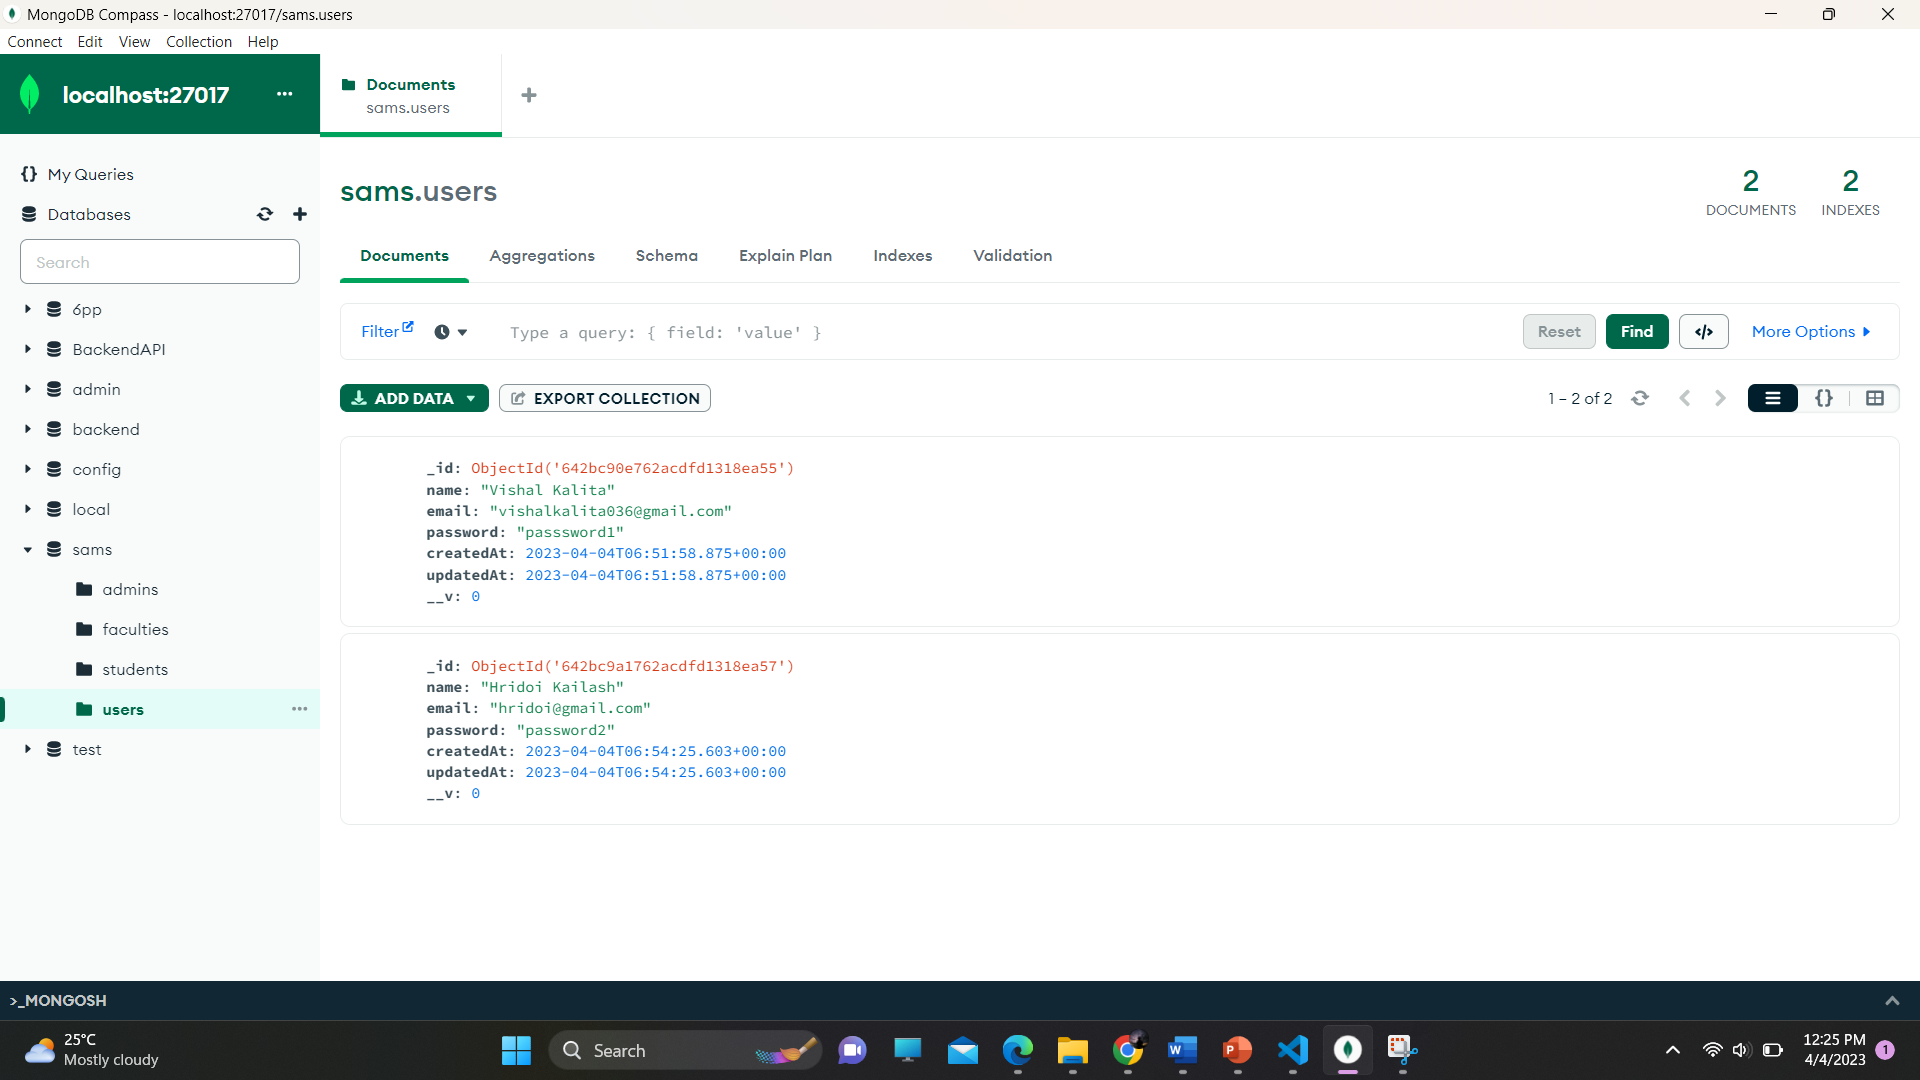 MongoDB Compass - localhost:27017/sams.users
Connect Edit View Collection Help
localhost:27017 ...
Documents
sams.users
{} My Queries
Databases
Search
6pp
BackendAPI
admin
backend
config
local
sams
admins
faculties
students
users ...
test
sams.users
2 DOCUMENTS
2 INDEXES
Documents Aggregations Schema Explain Plan Indexes Validation
Filter Type a query: { field: 'value' } Reset Find </> More Options
ADD DATA EXPORT COLLECTION 1 – 2 of 2 {}
_id: ObjectId('642bc90e762acdfd1318ea55')
name: "Vishal Kalita"
email: "vishalkalita036@gmail.com"
password: "passsword1"
createdAt: 2023-04-04T06:51:58.875+00:00
updatedAt: 2023-04-04T06:51:58.875+00:00
__v: 0
_id: ObjectId('642bc9a1762acdfd1318ea57')
name: "Hridoi Kailash"
email: "hridoi@gmail.com"
password: "password2"
createdAt: 2023-04-04T06:54:25.603+00:00
updatedAt: 2023-04-04T06:54:25.603+00:00
__v: 0
>_MONGOSH
25°C
Mostly cloudy
Search
W
P
12:25 PM
4/4/2023
1